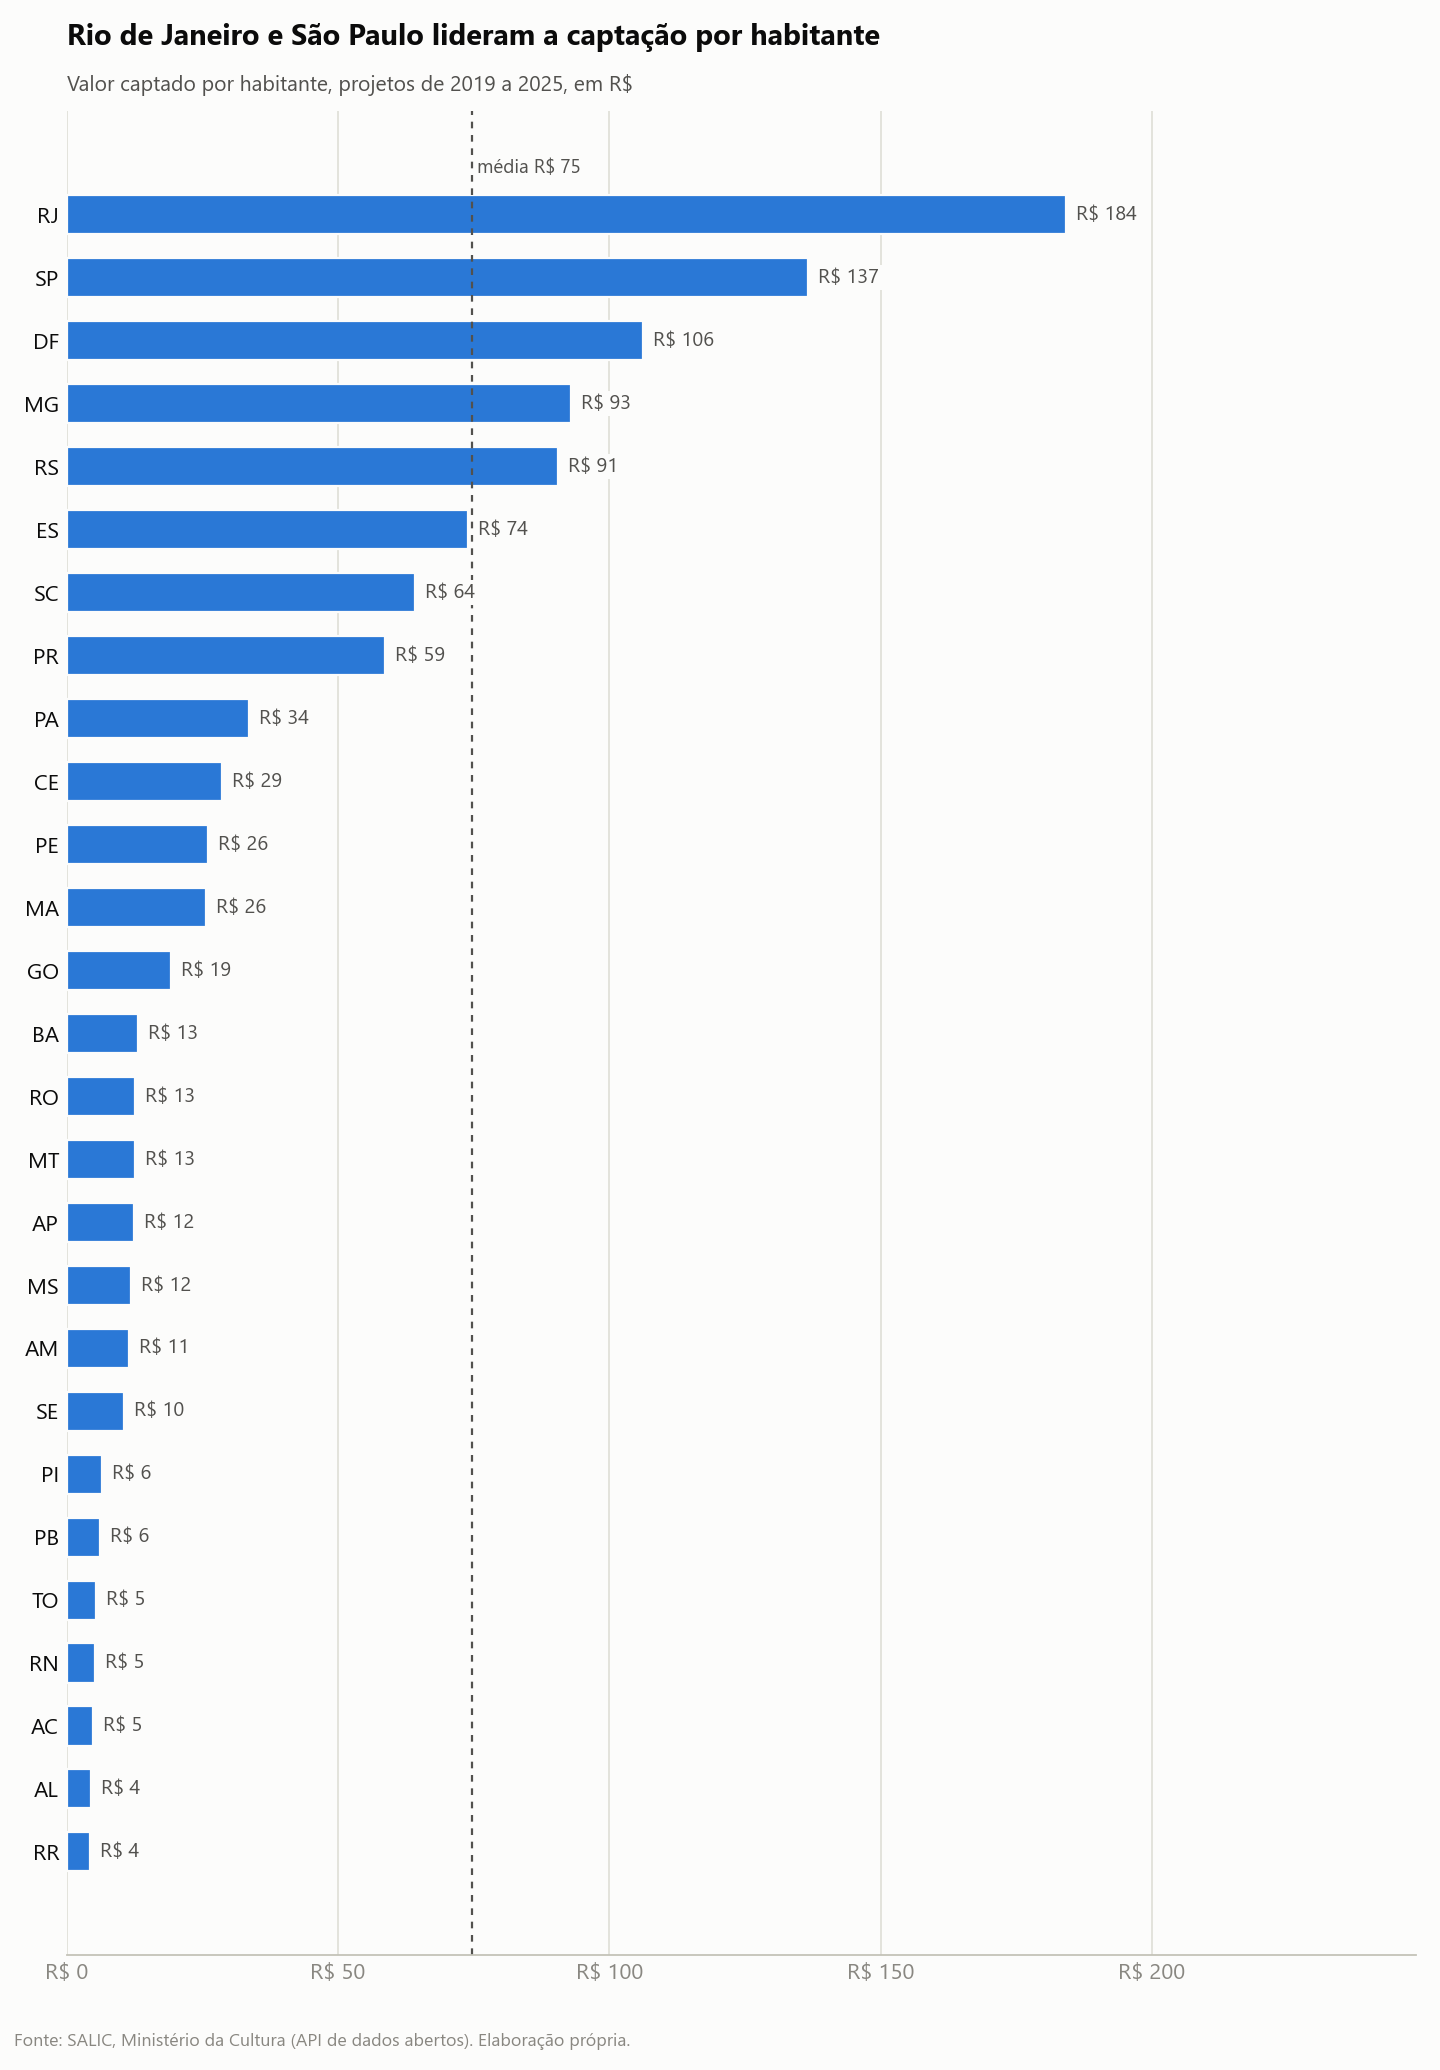 Rio de Janeiro e São Paulo lideram a captação por habitante
Valor captado por habitante, projetos de 2019 a 2025, em R$
média R$ 75
RJ R$ 184
SP R$ 137
DF R$ 106
MG R$ 93
RS R$ 91
ES R$ 74
SC R$ 64
PR R$ 59
PA R$ 34
CE R$ 29
PE R$ 26
MA R$ 26
GO R$ 19
BA R$ 13
RO R$ 13
MT R$ 13
AP R$ 12
MS R$ 12
AM R$ 11
SE R$ 10
PI R$ 6
PB R$ 6
TO R$ 5
RN R$ 5
AC R$ 5
AL R$ 4
RR R$ 4
R$ 0 R$ 50 R$ 100 R$ 150 R$ 200
Fonte: SALIC, Ministério da Cultura (API de dados abertos). Elaboração própria.